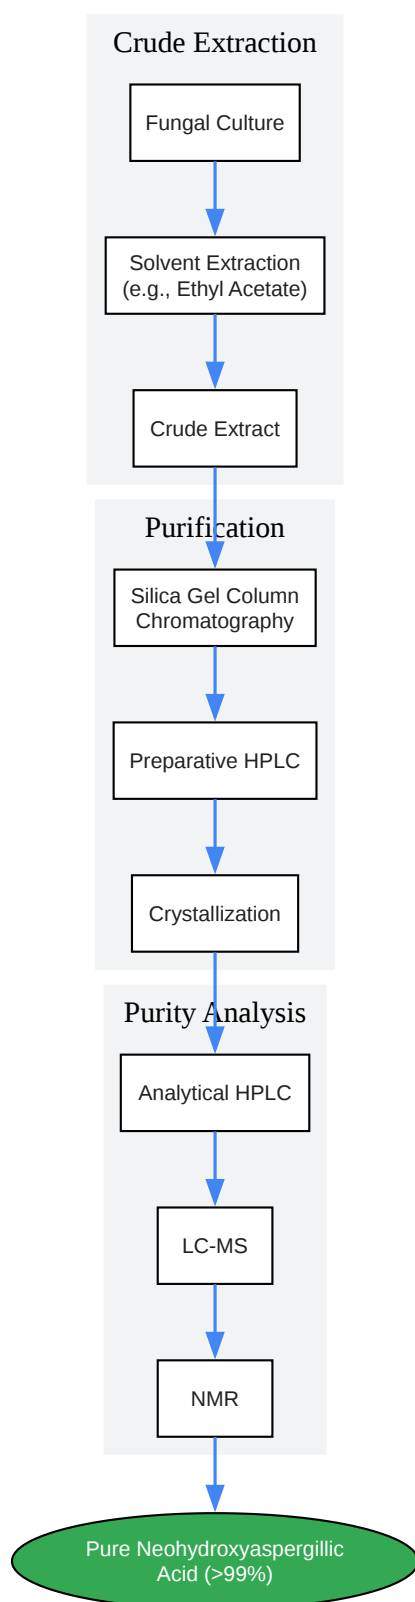 Crude Extraction
Fungal Culture
Solvent Extraction
(e.g., Ethyl Acetate)
Crude Extract
Purification
Silica Gel Column
Chromatography
Preparative HPLC
Crystallization
Purity Analysis
Analytical HPLC
LC-MS
NMR
Pure Neohydroxyaspergillic
Acid (>99%)